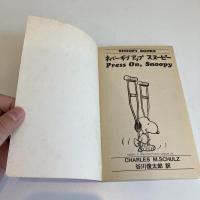 SNOOPY BOOKS
ネバーギブアップ スヌーピー
Press On, Snoopy
CHARLES M.SCHULZ
谷川俊太郎 訳